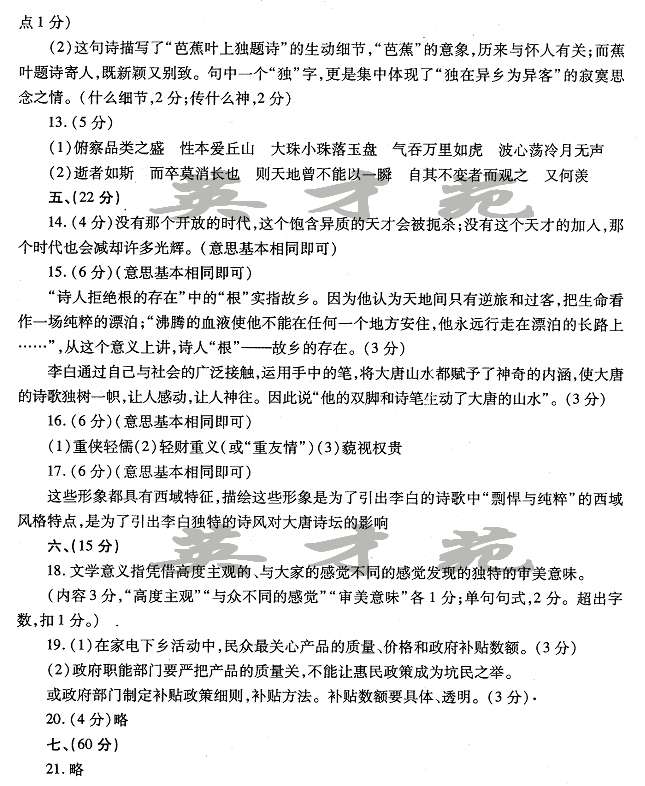 点1分)
(2)这句诗描写了“芭蕉叶上独题诗”的生动细节,“芭蕉”的意象,历来与怀人有关;而蕉
叶题诗寄人,既新颖又别致。句中一个“独”字,更是集中体现了“独在异乡为异客”的寂寞思
念之情。(什么细节,2分;传什么神,2分)
13.(5分)
(1)俯察品类之盛 性本爱丘山 大珠小珠落玉盘 气吞万里如虎 波心荡冷月无声
(2)逝者如斯 而卒莫消长也 则天地曾不能以一瞬 自其不变者而观之 又何羡
五、(22分)
14.(4分)没有那个开放的时代,这个饱含异质的天才会被扼杀;没有这个天才的加人,那
个时代也会减却许多光辉。(意思基本相同即可)
15.(6分)(意思基本相同即可)
“诗人拒绝根的存在”中的“根”实指故乡。因为他认为天地间只有逆旅和过客,把生命看
作一场纯粹的漂泊;“沸腾的血液使他不能在任何一个地方安住,他永远行走在漂泊的长路上
……”,从这个意义上讲,诗人“根”——故乡的存在。(3分)
李白通过自己与社会的广泛接触,运用手中的笔,将大唐山水都赋予了神奇的内涵,使大唐
的诗歌独树一帜,让人感动,让人神往。因此说“他的双脚和诗笔生动了大唐的山水”。(3分)
16.(6分)(意思基本相同即可)
(1)重侠轻儒(2)轻财重义(或“重友情”)(3)藐视权贵
17.(6分)(意思基本相同即可)
这些形象都具有西域特征,描绘这些形象是为了引出李白的诗歌中“剽悍与纯粹”的西域
风格特点,是为了引出李白独特的诗风对大唐诗坛的影响
六、(15分)
18.文学意义指凭借高度主观的、与大家的感觉不同的感觉发现的独特的审美意味。
(内容3分,“高度主观”“与众不同的感觉”“审美意味”各1分;单句句式,2分。超出字
数,扣1分。)
19.(1)在家电下乡活动中,民众最关心产品的质量、价格和政府补贴数额。(3分)
(2)政府职能部门要严把产品的质量关,不能让惠民政策成为坑民之举。
或政府部门制定补贴政策细则,补贴方法。补贴数额要具体、透明。(3分)
20.(4分)略
七、(60分)
21.略
英才苑
英才苑